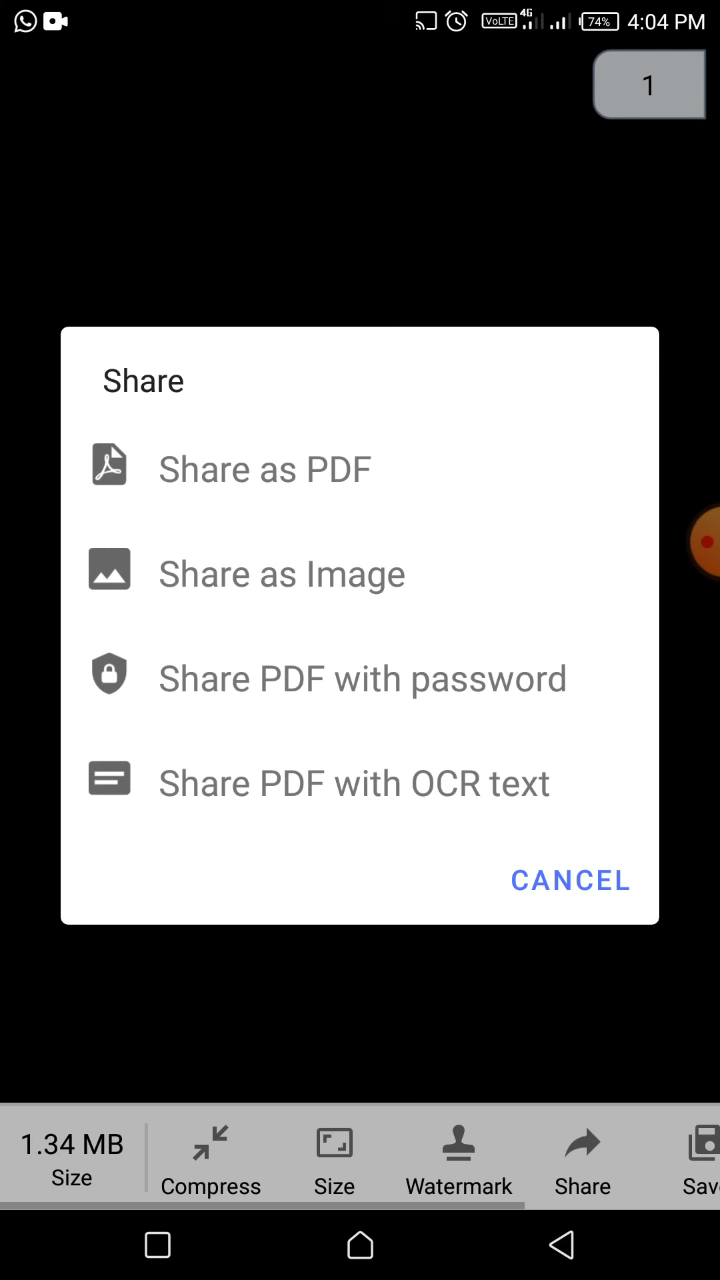 VoLTE 4G 74% 4:04 PM
1
Share
Share as PDF
Share as Image
Share PDF with password
Share PDF with OCR text
CANCEL
1.34 MB
Size Compress Size Watermark Share Sav